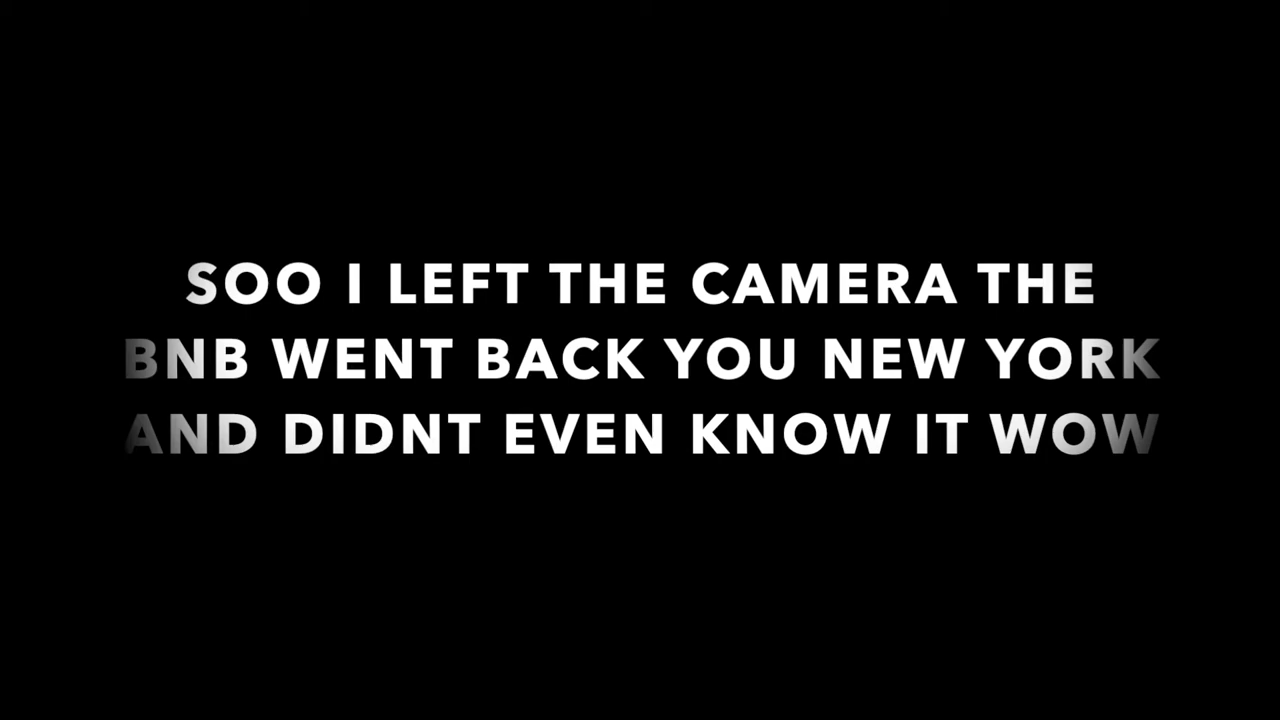 SOO I LEFT THE CAMERA THE
BNB WENT BACK YOU NEW YORK
AND DIDNT EVEN KNOW IT WOW